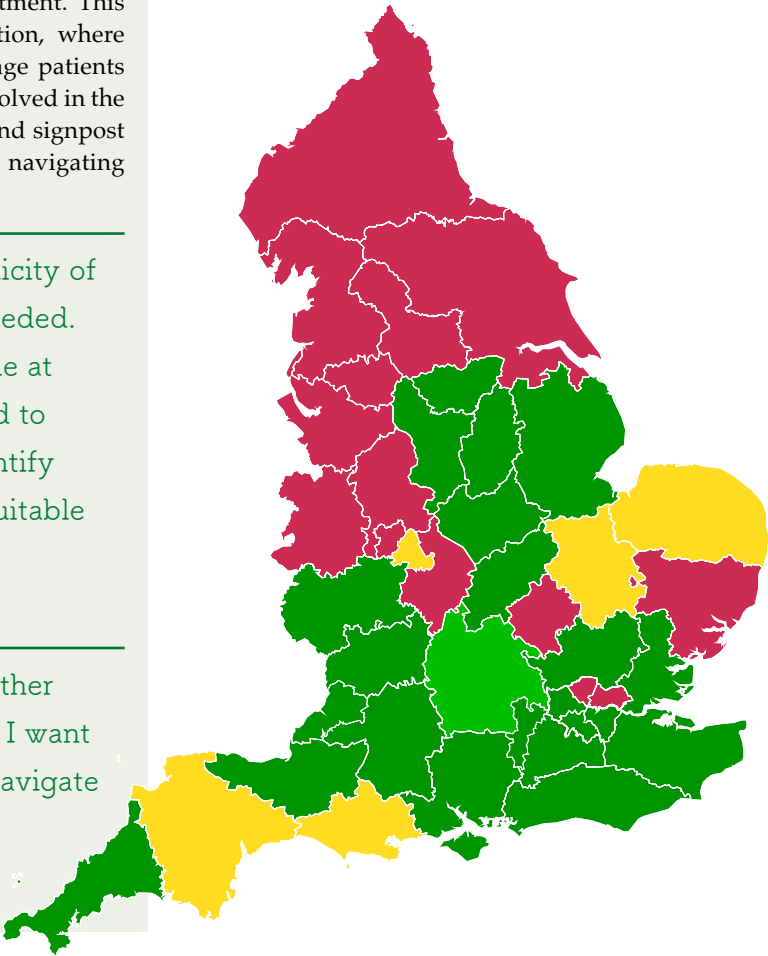 tment. This
tion, where
age patients
olved in the
nd signpost
navigating
icity of
eded.
e at
d to
ntify
uitable
ther
I want
avigate